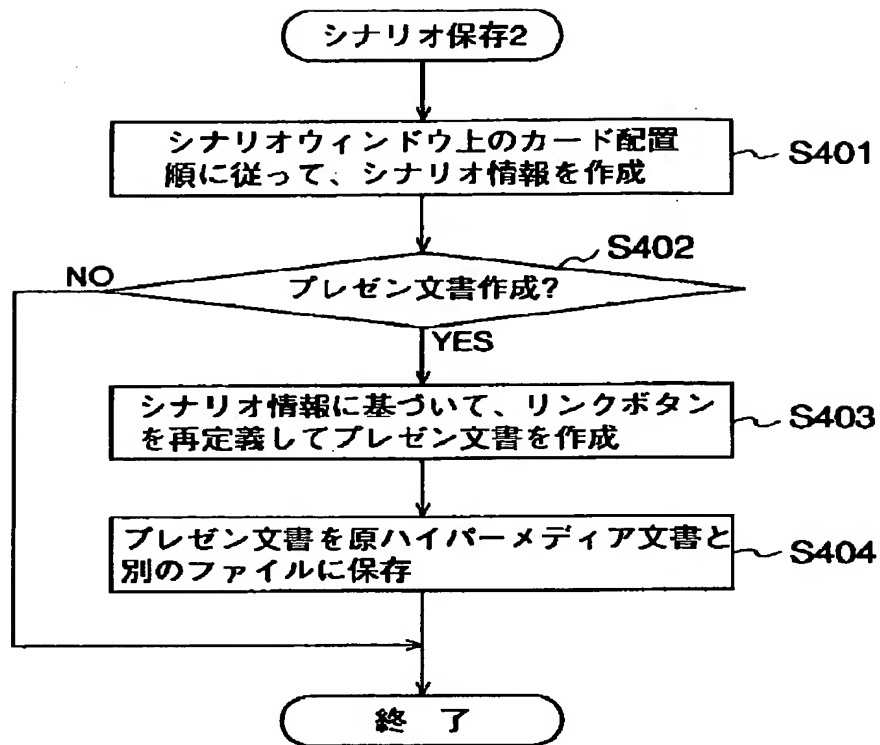 シナリオ保存2
シナリオウィンドウ上のカード配置
順に従って、シナリオ情報を作成
S401
S402
NO
プレゼン文書作成?
YES
シナリオ情報に基づいて、リンクボタン
を再定義してプレゼン文書を作成
S403
プレゼン文書を原ハイパーメディア文書と
別のファイルに保存
S404
終 了